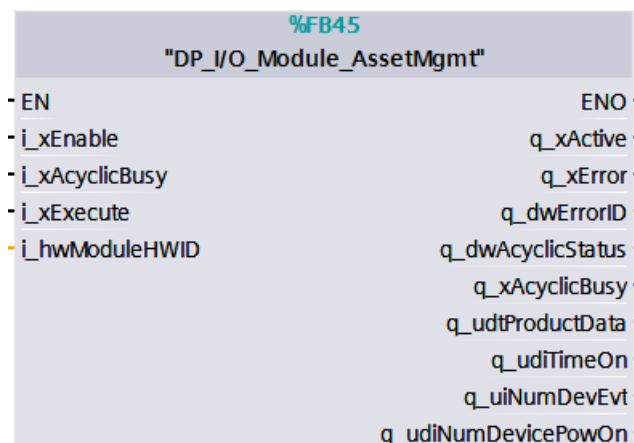 %FB45
"DP_I/O_Module_AssetMgmt"
EN ENO
i_xEnable q_xActive
i_xAcyclicBusy q_xError
i_xExecute q_dwErrorID
i_hwModuleHWID q_dwAcyclicStatus
q_xAcyclicBusy
q_udtProductData
q_udiTimeOn
q_uiNumDevEvt
q_udiNumDevicePowOn